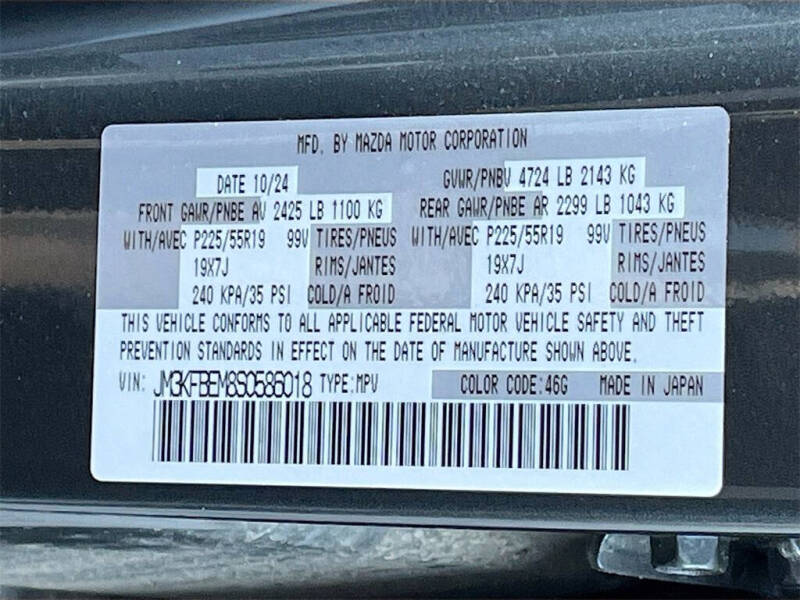 MFD. BY MAZDA MOTOR CORPORATION
DATE 10/24 GVWR/PNBV 4724 LB 2143 KG
FRONT GAWR/PNBE AV 2425 LB 1100 KG REAR GAWR/PNBE AR 2299 LB 1043 KG
WITH/AVEC P225/55R19 99V TIRES/PNEUS WITH/AVEC P225/55R19 99V TIRES/PNEUS
19X7J RIMS/JANTES 19X7J RIMS/JANTES
240 KPA/35 PSI COLD/A FROID 240 KPA/35 PSI COLD/A FROID
THIS VEHICLE CONFORMS TO ALL APPLICABLE FEDERAL MOTOR VEHICLE SAFETY AND THEFT
PREVENTION STANDARDS IN EFFECT ON THE DATE OF MANUFACTURE SHOWN ABOVE.
VIN: JM3KFBEM8S0586018 TYPE:MPV COLOR CODE:46G MADE IN JAPAN